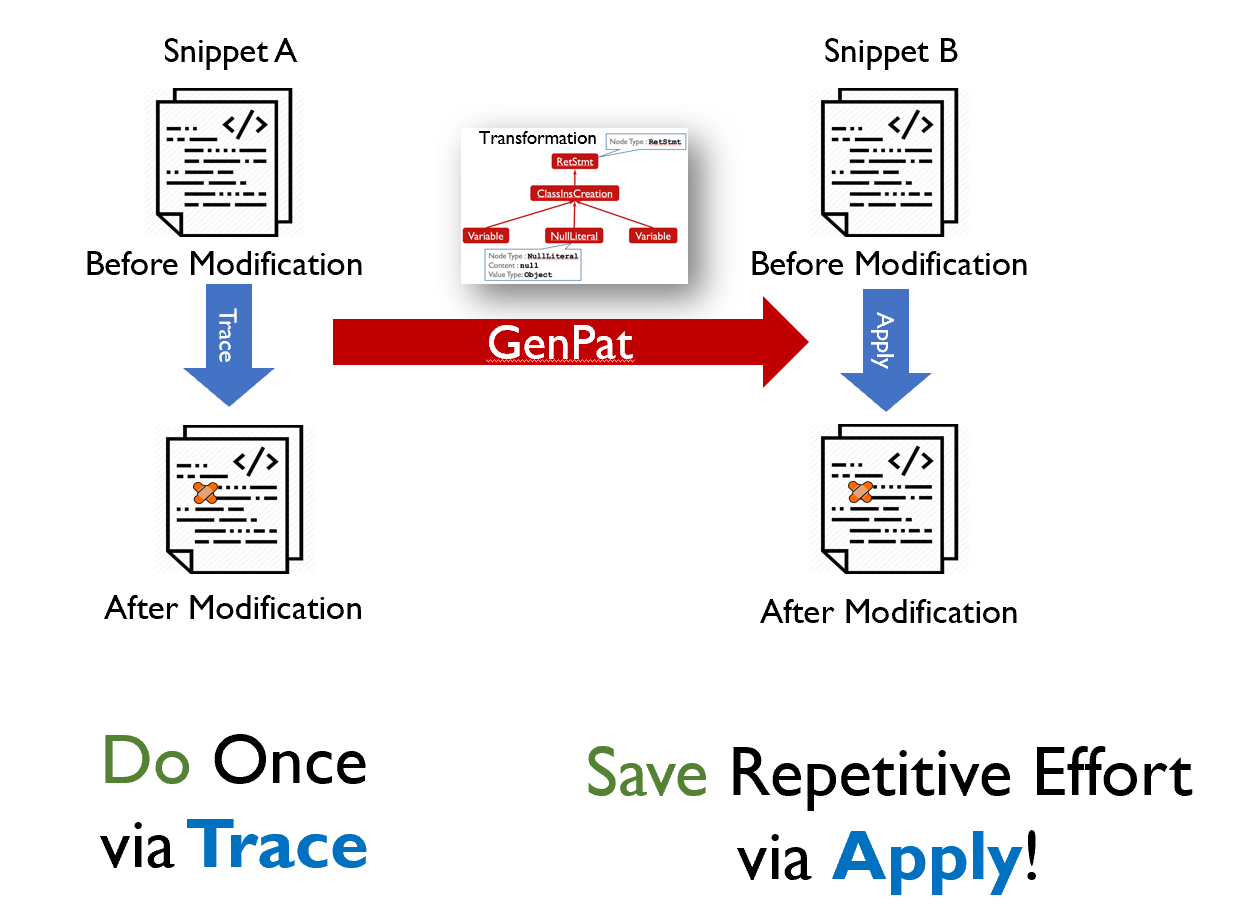 Snippet A
Snippet B
</>
</>
Transformation
Node Type : RetStmt
RetStmt
ClassInsCreation
Variable
NullLiteral
Variable
Node Type : NullLiteral
Content : null
Value Type: Object
Before Modification
Before Modification
Trace
GenPat
Apply
</>
</>
After Modification
After Modification
Do Once
via Trace
Save Repetitive Effort
via Apply!